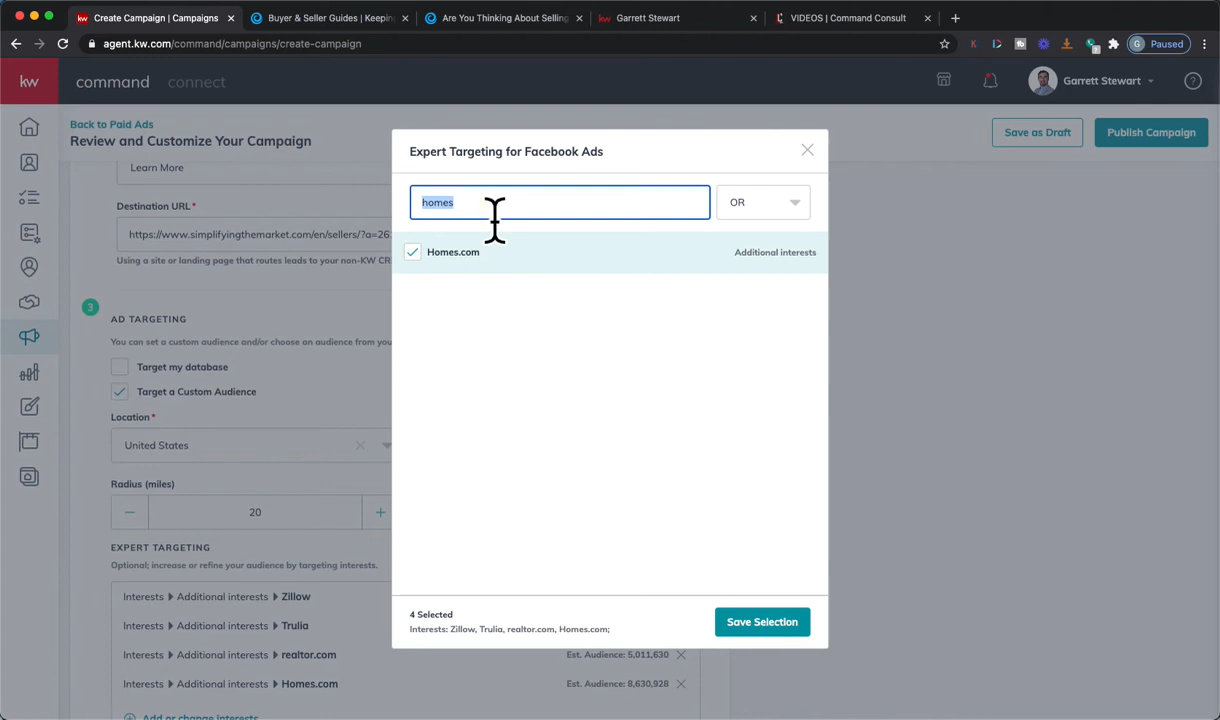 Create Campaign | Campaigns
Buyer & Seller Guides | Keepin
Are You Thinking About Selling
kw Garrett Stewart
VIDEOS | Command Consult
agent.kw.com/command/campaigns/create-campaign
G Paused
kw command connect
Garrett Stewart
Back to Paid Ads
Review and Customize Your Campaign
Save as Draft
Publish Campaign
Learn More
Destination URL*
https://www.simplifyingthemarket.com/en/sellers/?a=26
Using a site or landing page that routes leads to your non-KW CR
3 AD TARGETING
You can set a custom audience and/or choose an audience from you
Target my database
Target a Custom Audience
Location*
United States
Radius (miles)
20
EXPERT TARGETING
Optional; increase or refine your audience by targeting interests.
Interests Additional interests Zillow
Interests Additional interests Trulia
Interests Additional interests realtor.com Est. Audience: 5,011,630
Interests Additional interests Homes.com Est. Audience: 8,630,928
Add or change interests
Expert Targeting for Facebook Ads
homes OR
Homes.com Additional interests
4 Selected
Interests: Zillow, Trulia, realtor.com, Homes.com;
Save Selection